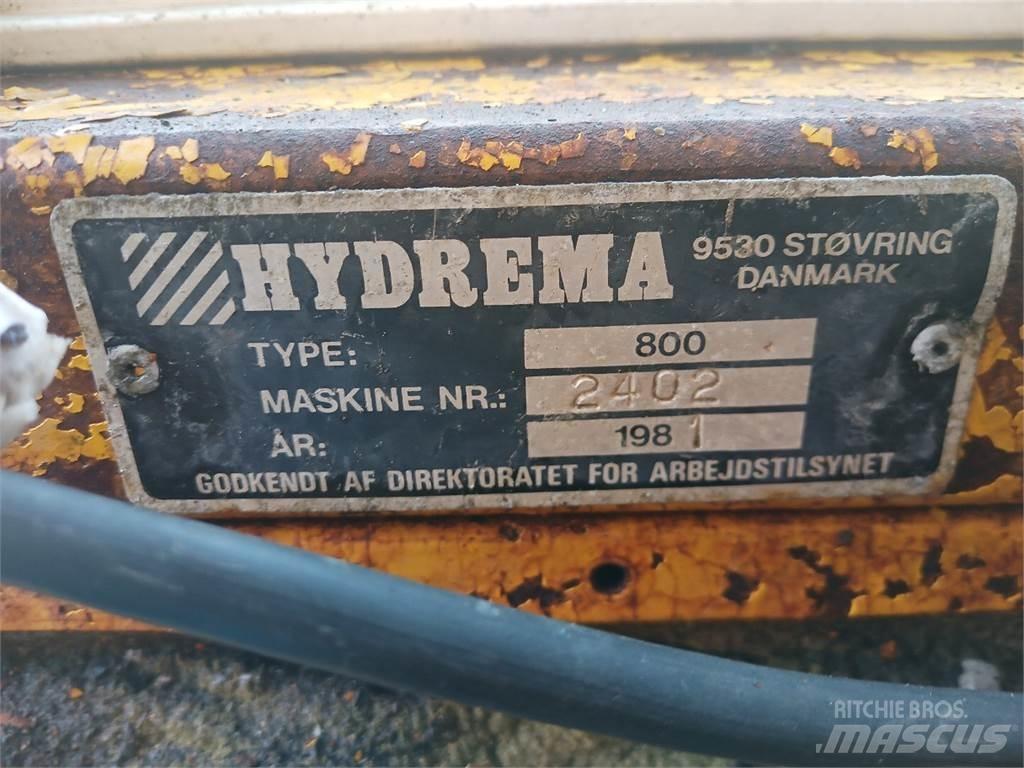 HYDREMA
9530 STØVRING
DANMARK
TYPE: 800
MASKINE NR.: 2402
ÅR: 1981
GODKENDT AF DIREKTORATET FOR ARBEJDSTILSYNET
RITCHIE BROS.
MASCUS